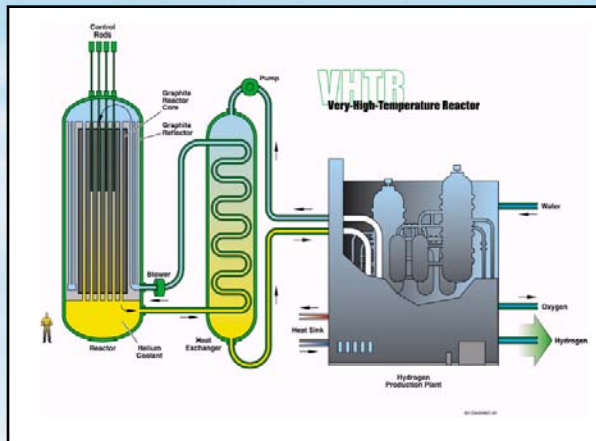 Control
Rods
Graphite
Reactor
Core
Graphite
Reflector
Blower
Reactor
Helium
Coolant
Heat
Exchanger
Pump
VHTR
Very-High-Temperature Reactor
Water
Oxygen
Hydrogen
Heat Sink
Hydrogen
Production Plant